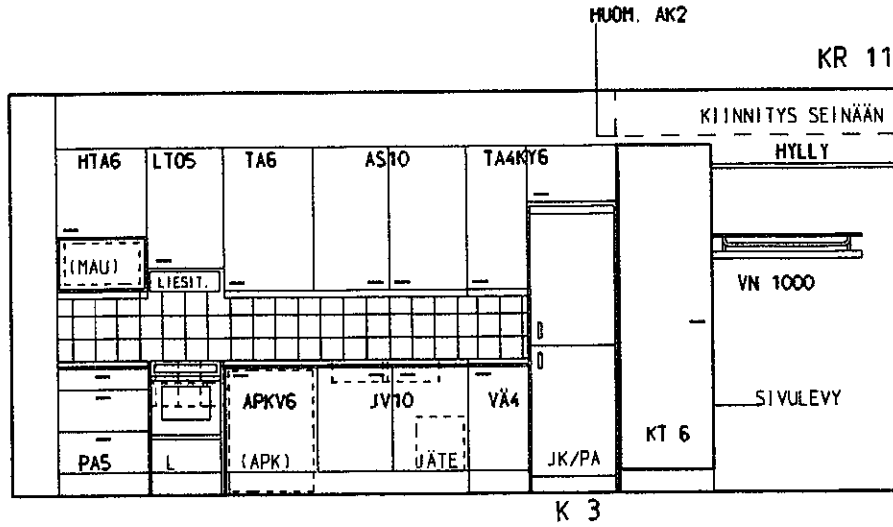 HUOM. AK2
KR 11
KIINNITYS SEINÄÄN
HTA6 LTO5 TA6 AS10 TA4KY6 HYLLY
(MAU)
LIESIT.
VN 1000
APKV6 JV10 VÄ4 SIVULEVY
KT 6
PA5 L (APK) JÄTE JK/PA
K 3